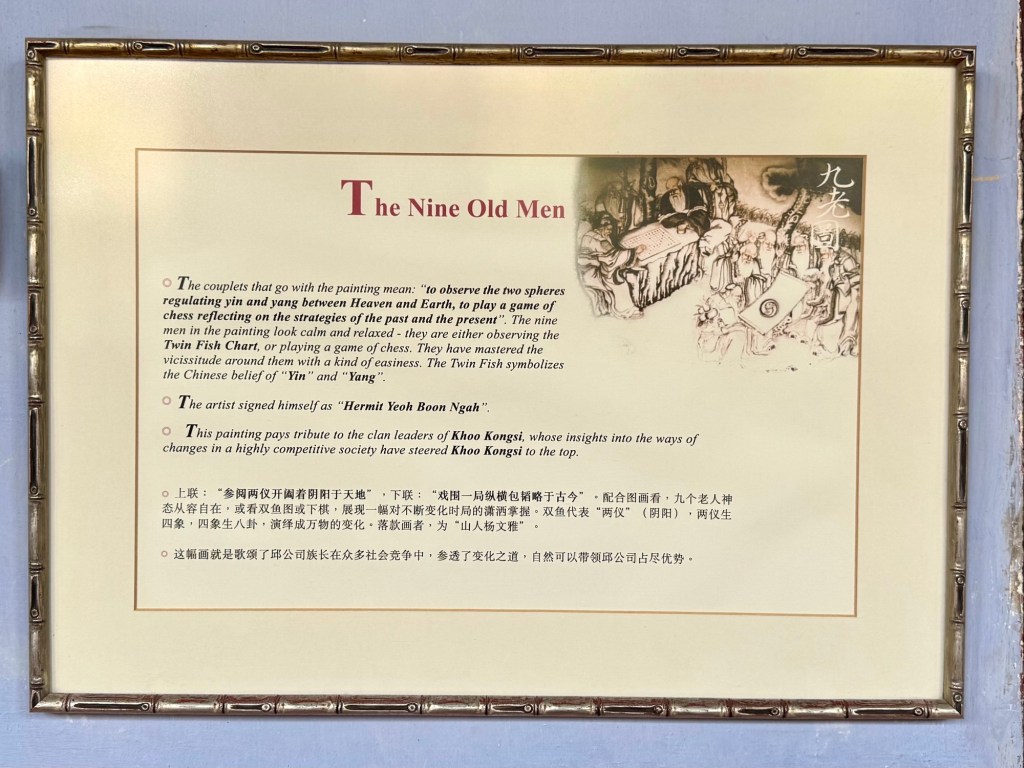 The Nine Old Men
九老圖
The couplets that go with the painting mean: “to observe the two spheres
regulating yin and yang between Heaven and Earth, to play a game of
chess reflecting on the strategies of the past and the present”. The nine
men in the painting look calm and relaxed - they are either observing the
Twin Fish Chart, or playing a game of chess. They have mastered the
vicissitude around them with a kind of easiness. The Twin Fish symbolizes
the Chinese belief of “Yin” and “Yang”.
The artist signed himself as “Hermit Yeoh Boon Ngah”.
This painting pays tribute to the clan leaders of Khoo Kongsi, whose insights into the ways of
changes in a highly competitive society have steered Khoo Kongsi to the top.
上联：“参阅两仪开阖着阴阳于天地”，下联：“戏围一局纵横包韬略于古今”。配合图画看，九个老人神
态从容自在，或看双鱼图或下棋，展现一幅对不断变化时局的潇洒掌握。双鱼代表“两仪”（阴阳），两仪生
四象，四象生八卦，演绎成万物的变化。落款画者，为“山人杨文雅”。
这幅画就是歌颂了邱公司族长在众多社会竞争中，参透了变化之道，自然可以带领邱公司占尽优势。